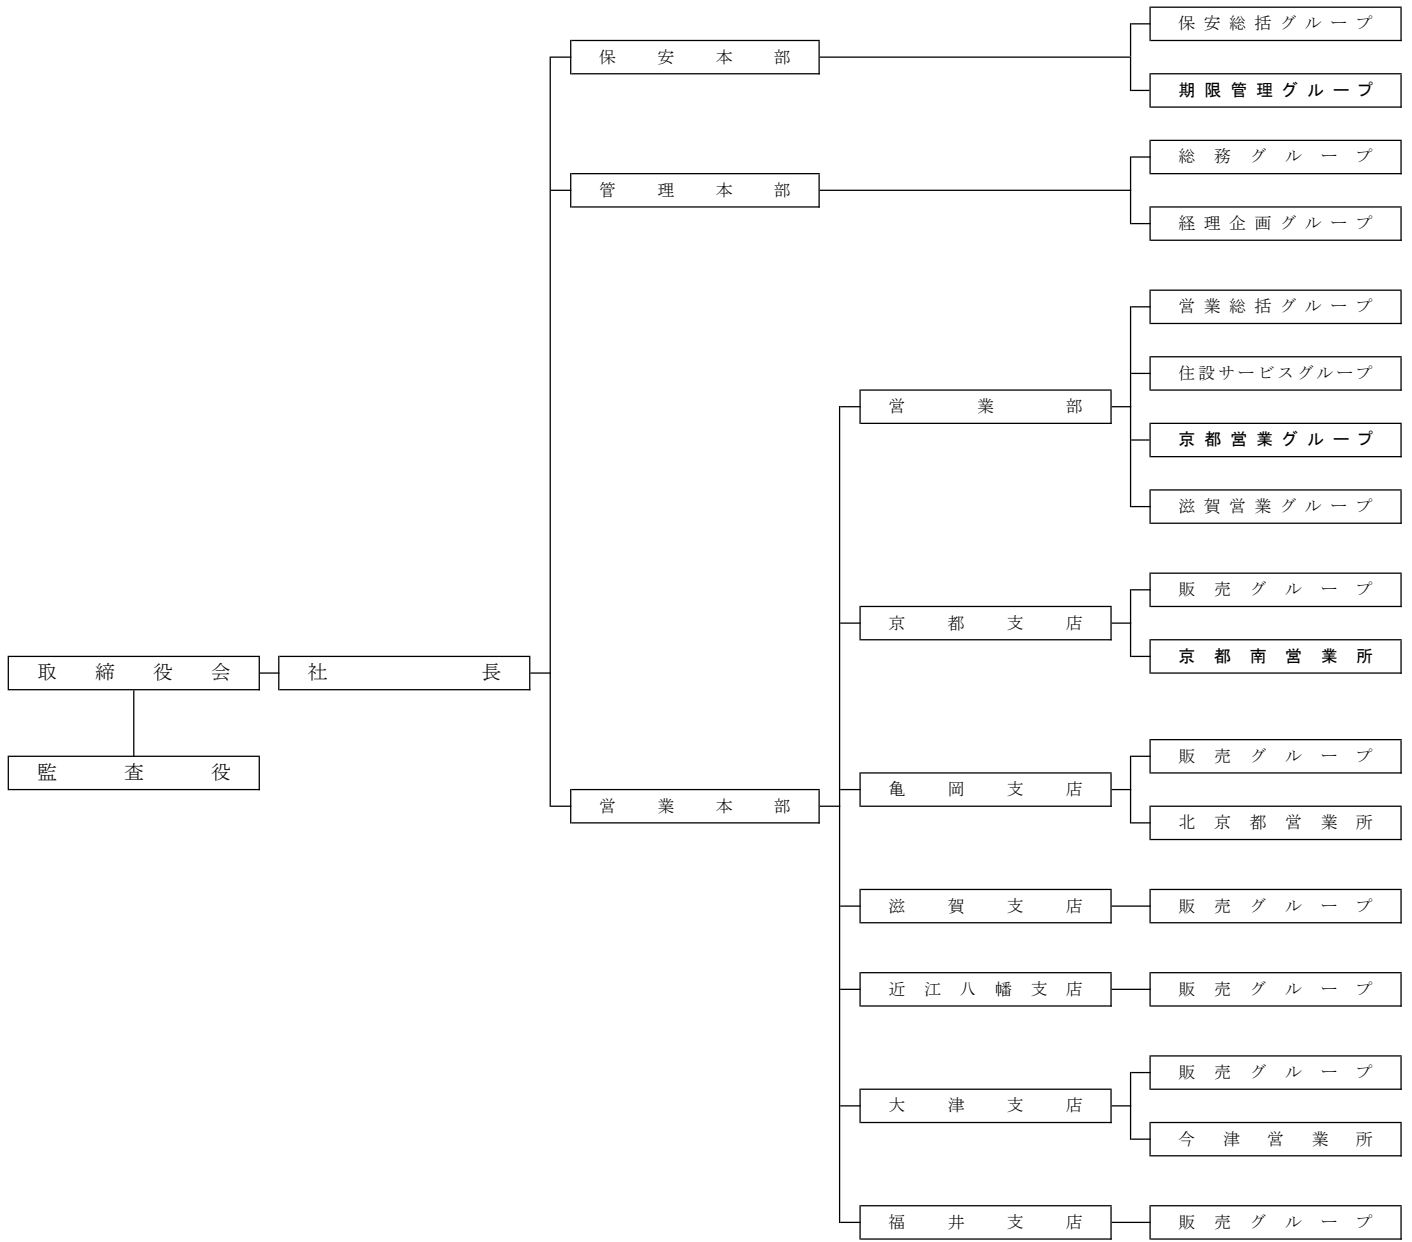 保安総括グループ
保安本部
期限管理グループ
総務グループ
管理本部
経理企画グループ
営業総括グループ
住設サービスグループ
営業部
京都営業グループ
滋賀営業グループ
販売グループ
京都支店
京都南営業所
取締役会
社長
監査役
営業本部
販売グループ
亀岡支店
北京都営業所
滋賀支店
販売グループ
近江八幡支店
販売グループ
販売グループ
大津支店
今津営業所
福井支店
販売グループ